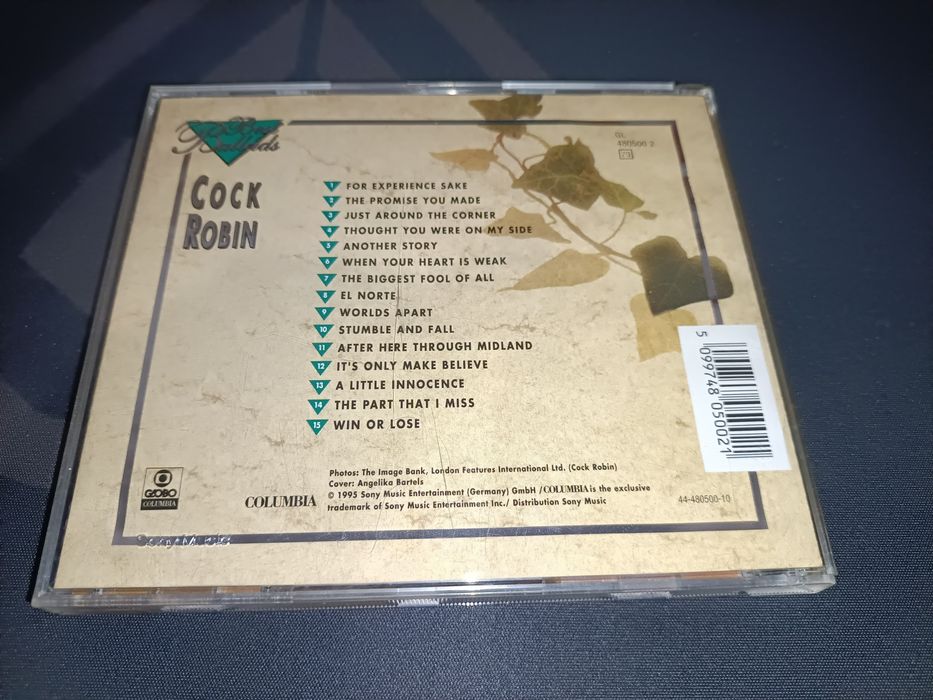 Best
Ballads
COCK
ROBIN
GL
480500 2
1 FOR EXPERIENCE SAKE
2 THE PROMISE YOU MADE
3 JUST AROUND THE CORNER
4 THOUGHT YOU WERE ON MY SIDE
5 ANOTHER STORY
6 WHEN YOUR HEART IS WEAK
7 THE BIGGEST FOOL OF ALL
8 EL NORTE
9 WORLDS APART
10 STUMBLE AND FALL
11 AFTER HERE THROUGH MIDLAND
12 IT'S ONLY MAKE BELIEVE
13 A LITTLE INNOCENCE
14 THE PART THAT I MISS
15 WIN OR LOSE
5 099748 050021
GLOBO
COLUMBIA
COLUMBIA
Photos: The Image Bank, London Features International Ltd. (Cock Robin)
Cover: Angelika Bartels
© 1995 Sony Music Entertainment (Germany) GmbH / COLUMBIA is the exclusive
trademark of Sony Music Entertainment Inc./ Distribution Sony Music
44-480500-10
Sony Music